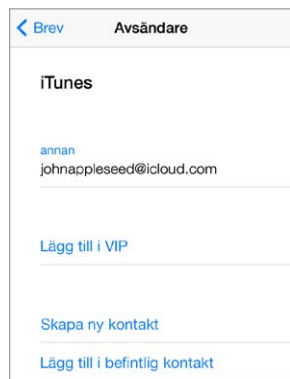 Brev Avsändare
iTunes
annan
johnappleseed@icloud.com
Lägg till i VIP
Skapa ny kontakt
Lägg till i befintlig kontakt